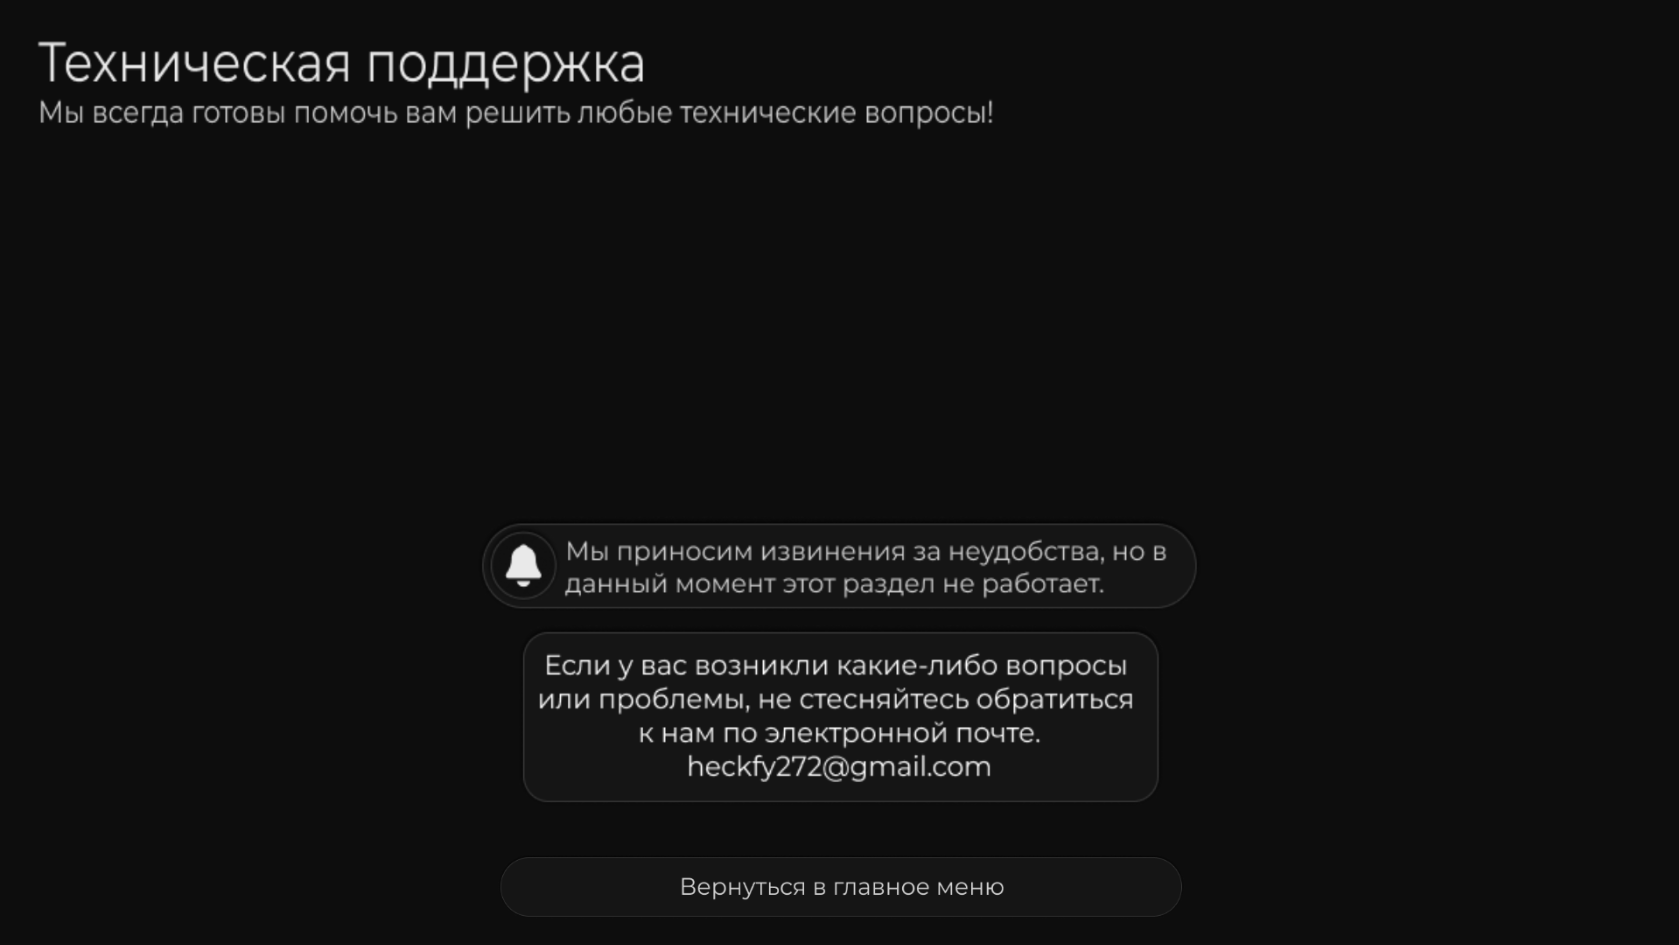 Техническая поддержка
Мы всегда готовы помочь вам решить любые технические вопросы!
Мы приносим извинения за неудобства, но в
данный момент этот раздел не работает.
Если у вас возникли какие-либо вопросы
или проблемы, не стесняйтесь обратиться
к нам по электронной почте.
heckfy272@gmail.com
Вернуться в главное меню